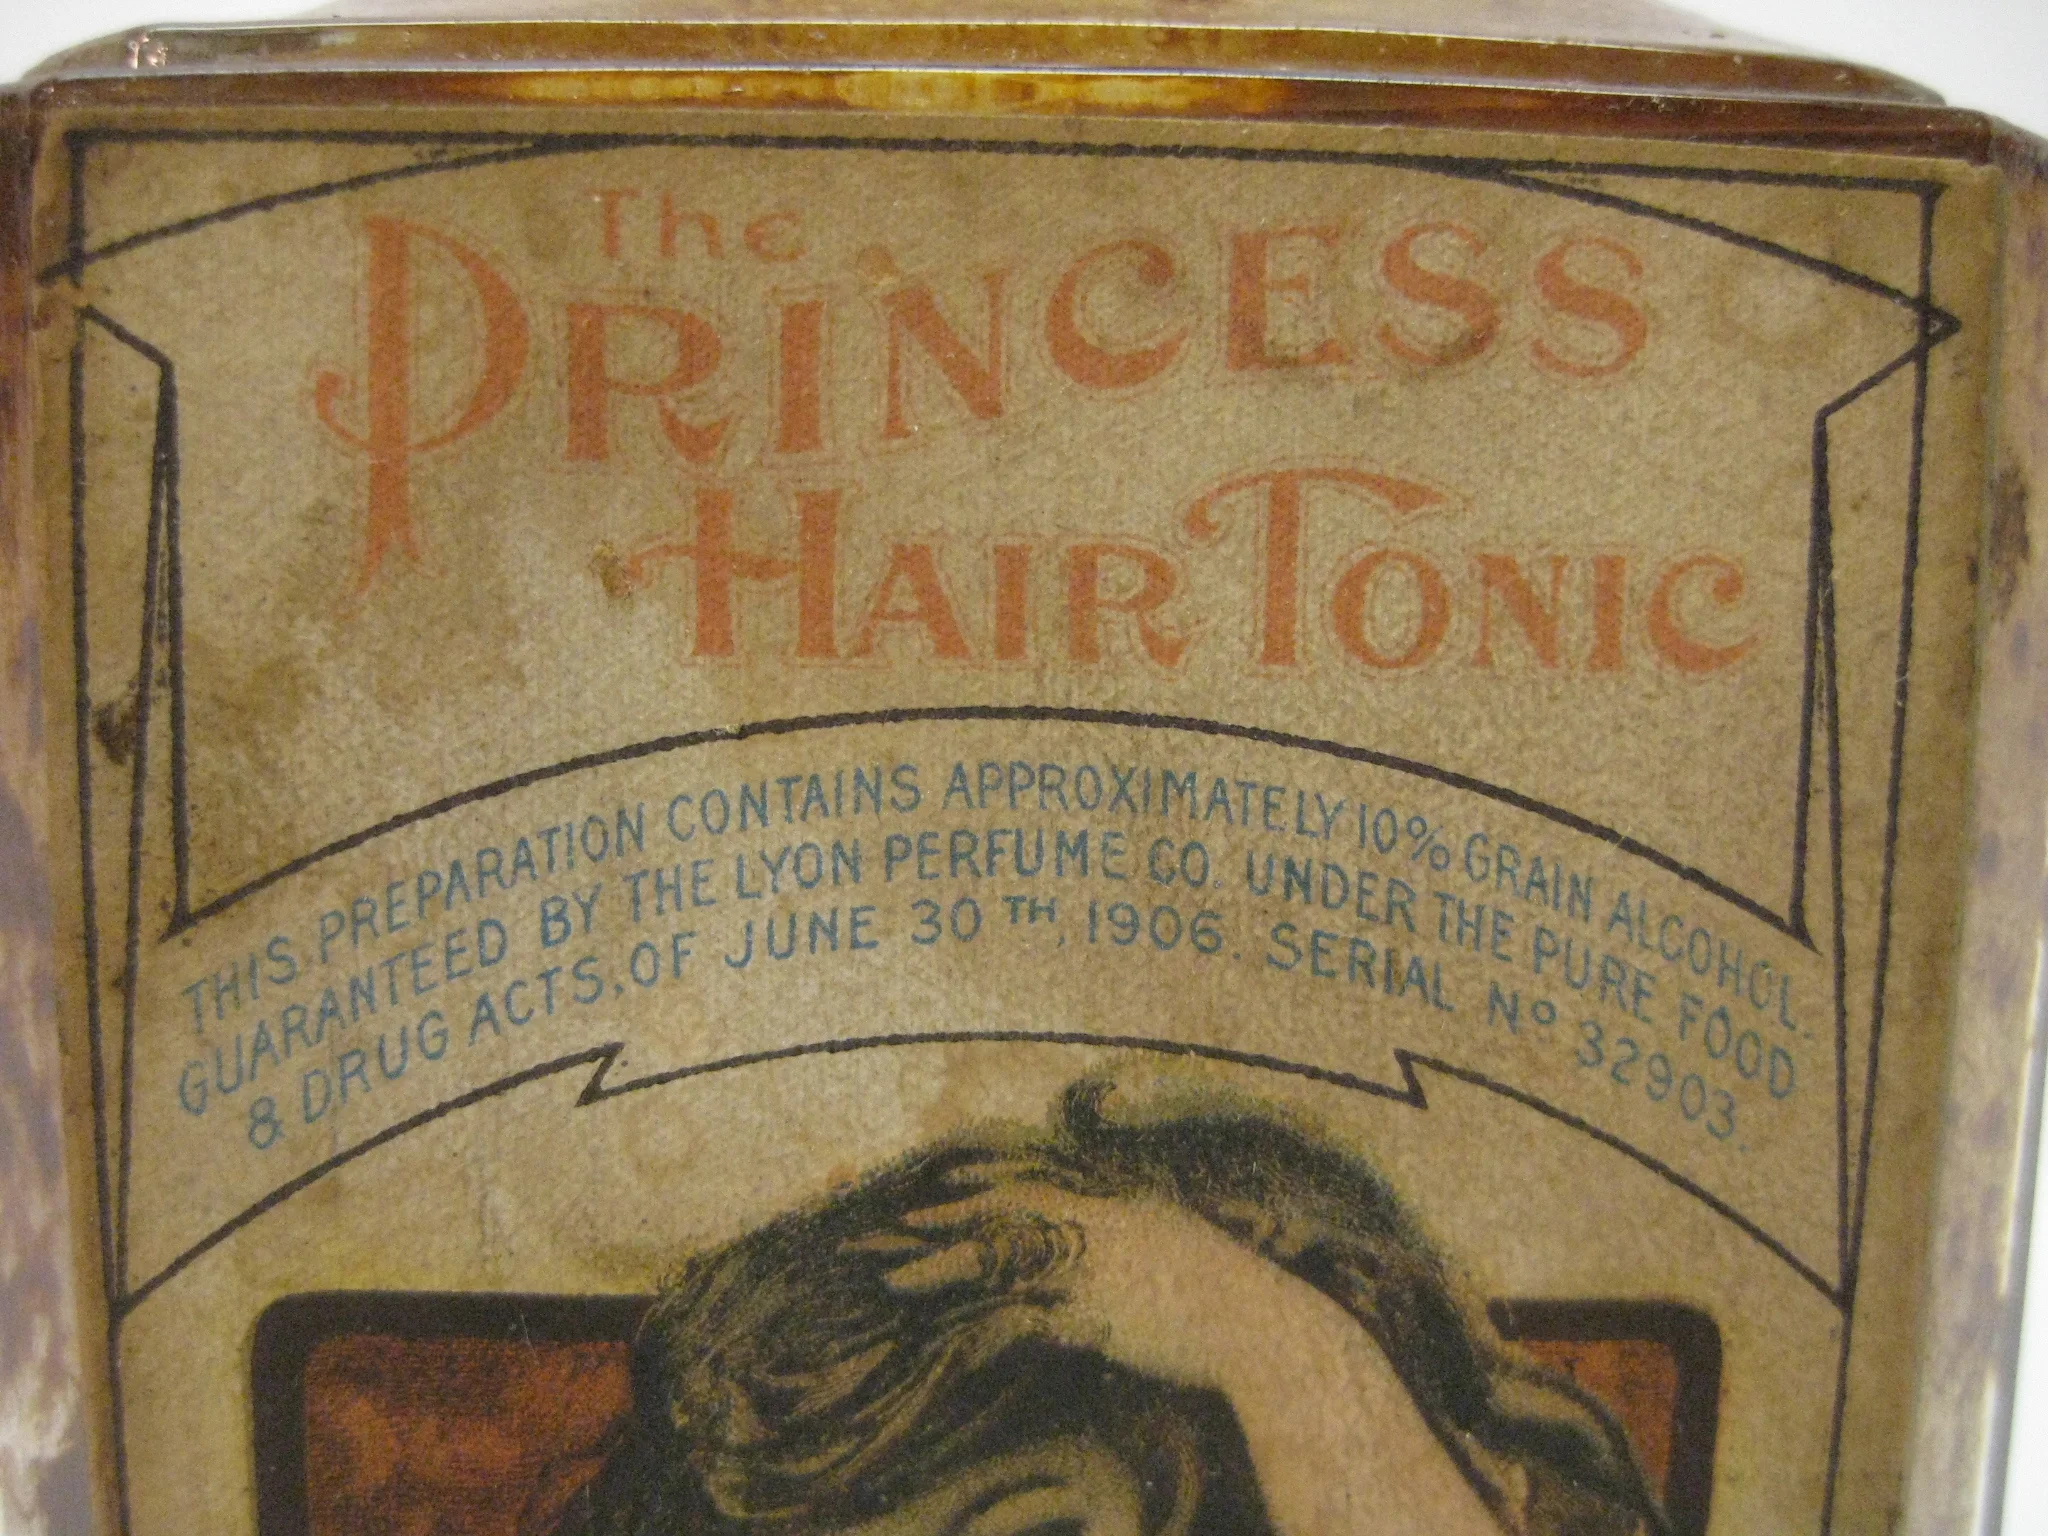 The
PRINCESS
HAIR TONIC
THIS PREPARATION CONTAINS APPROXIMATELY 10% GRAIN ALCOHOL.
GUARANTEED BY THE LYON PERFUME CO. UNDER THE PURE FOOD
& DRUG ACTS, OF JUNE 30TH, 1906. SERIAL No 32903.